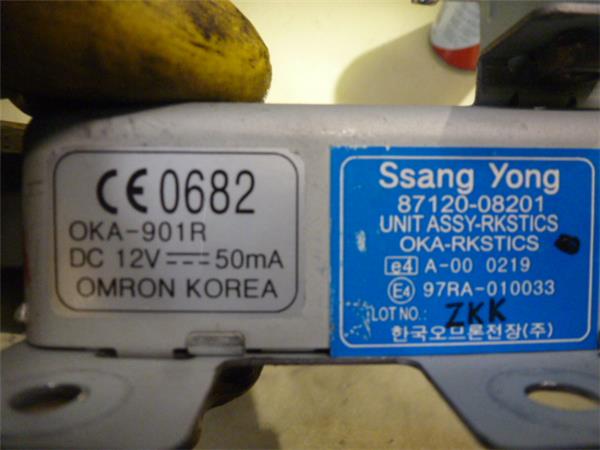 CE 0682
OKA-901R
DC 12V ⎓ 50mA
OMRON KOREA
Ssang Yong
87120-08201
UNIT ASSY-RKSTICS
OKA-RKSTICS
e4 A-00 0219
E4 97RA-010033
LOT NO.: ZKK
한국오므론전장(주)